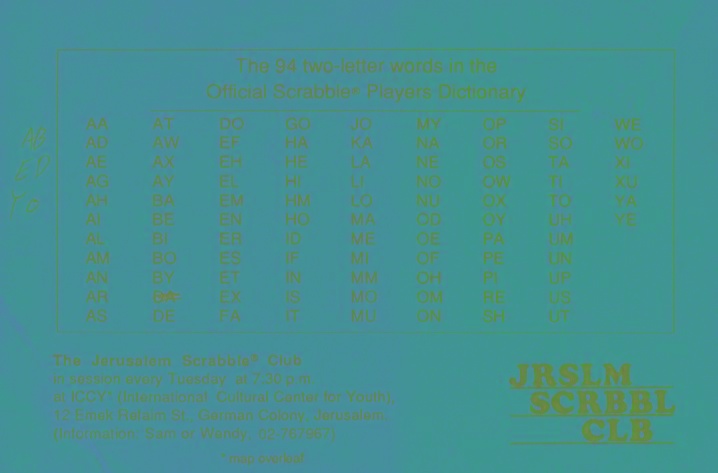 The 94 two-letter words in the
Official Scrabble® Players Dictionary
AA AT DO GO JO MY OP SI WE
AD AW EF HA KA NA OR SO WO
AE AX EH HE LA NE OS TA XI
AG AY EL HI LI NO OW TI XU
AH BA EM HM LO NU OX TO YA
AI BE EN HO MA OD OY UH YE
AL BI ER ID ME OE PA UM
AM BO ES IF MI OF PE UN
AN BY ET IN MM OH PI UP
AR EX IS MO OM RE US
AS DE FA IT MU ON SH UT
The Jerusalem Scrabble® Club
in session every Tuesday at 7:30 p.m.
at ICCY* (International Cultural Center for Youth),
12 Emek Refaim St., German Colony, Jerusalem.
(Information: Sam or Wendy, 02-767967)
*map overleaf
JRSLM
SCRBBL
CLB